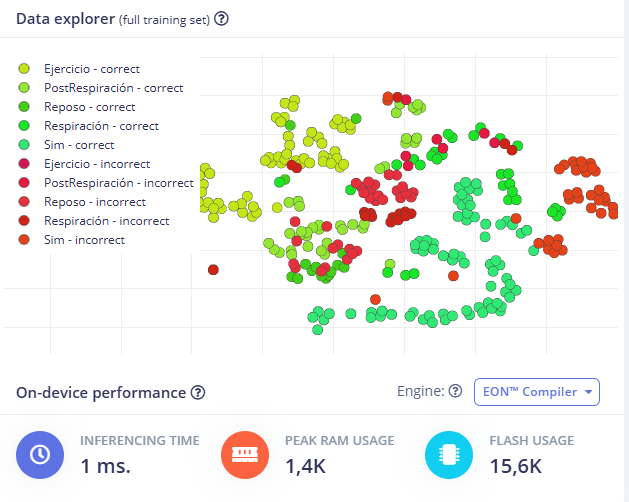 Data explorer (full training set) ?
Ejercicio - correct
PostRespiración - correct
Reposo - correct
Respiración - correct
Sim - correct
Ejercicio - incorrect
PostRespiración - incorrect
Reposo - incorrect
Respiración - incorrect
Sim - incorrect
On-device performance ? Engine: ? EON™ Compiler
INFERENCING TIME PEAK RAM USAGE FLASH USAGE
1 ms. 1,4K 15,6K